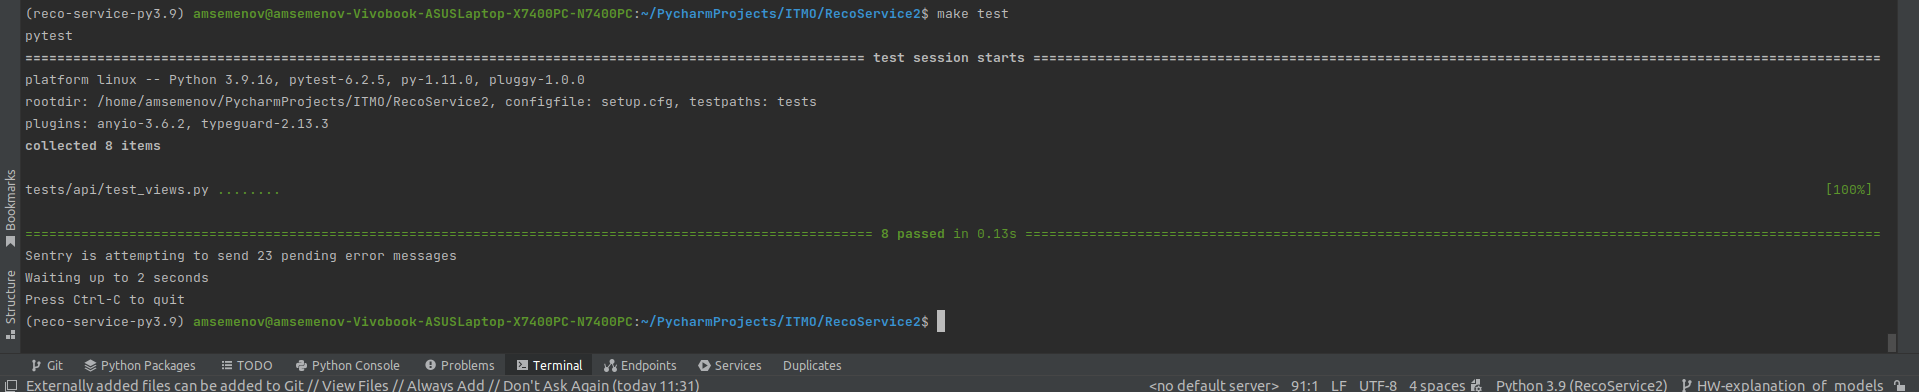 (reco-service-py3.9) amsemenov@amsemenov-Vivobook-ASUSLaptop-X7400PC-N7400PC:~/PycharmProjects/ITMO/RecoService2$ make test
pytest
========================================================================================================= test session starts ==========================================================================================================
platform linux -- Python 3.9.16, pytest-6.2.5, py-1.11.0, pluggy-1.0.0
rootdir: /home/amsemenov/PycharmProjects/ITMO/RecoService2, configfile: setup.cfg, testpaths: tests
plugins: anyio-3.6.2, typeguard-2.13.3
collected 8 items
tests/api/test_views.py ........ [100%]
========================================================================================================== 8 passed in 0.13s ===========================================================================================================
Sentry is attempting to send 23 pending error messages
Waiting up to 2 seconds
Press Ctrl-C to quit
(reco-service-py3.9) amsemenov@amsemenov-Vivobook-ASUSLaptop-X7400PC-N7400PC:~/PycharmProjects/ITMO/RecoService2$
Bookmarks
Structure
Git Python Packages TODO Python Console Problems Terminal Endpoints Services Duplicates
Externally added files can be added to Git // View Files // Always Add // Don't Ask Again (today 11:31) <no default server> 91:1 LF UTF-8 4 spaces Python 3.9 (RecoService2) HW-explanation_of_models